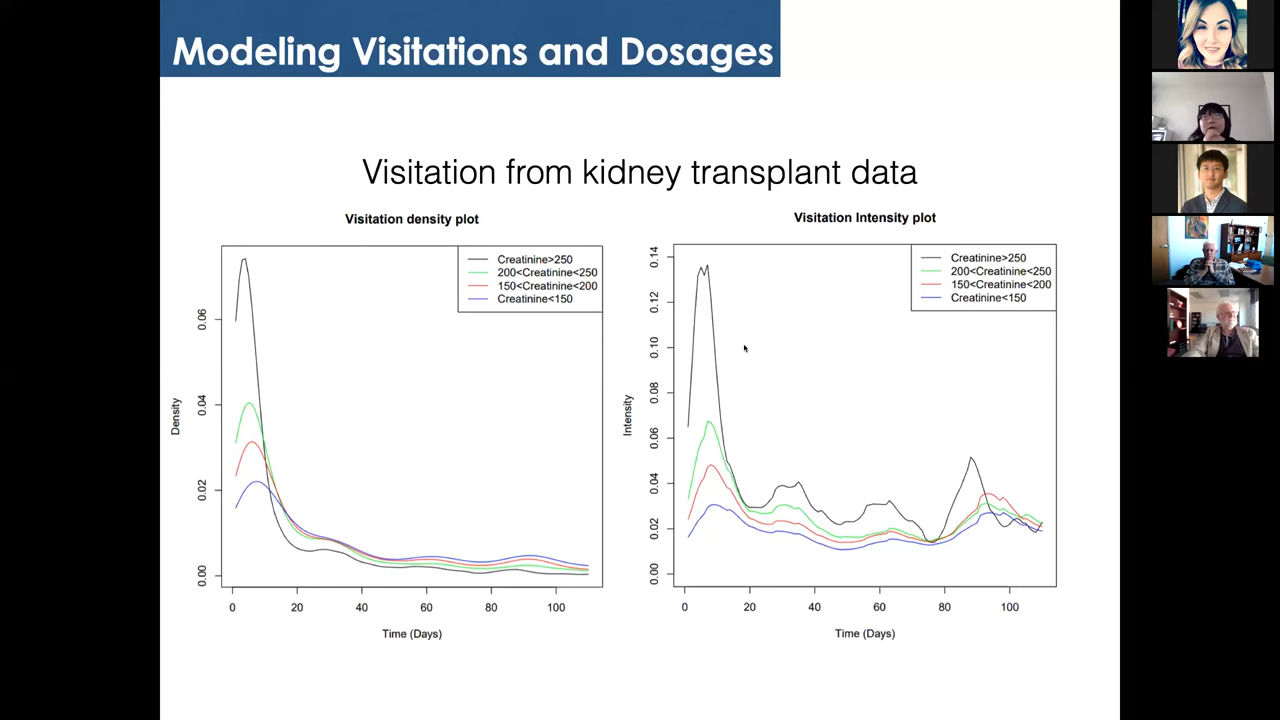 Modeling Visitations and Dosages
Visitation from kidney transplant data
Visitation density plot
Creatinine>250
200<Creatinine<250
150<Creatinine<200
Creatinine<150
Density
0.00
0.02
0.04
0.06
0
20
40
60
80
100
Time (Days)
Visitation Intensity plot
Creatinine>250
200<Creatinine<250
150<Creatinine<200
Creatinine<150
Intensity
0.00
0.02
0.04
0.06
0.08
0.10
0.12
0.14
0
20
40
60
80
100
Time (Days)